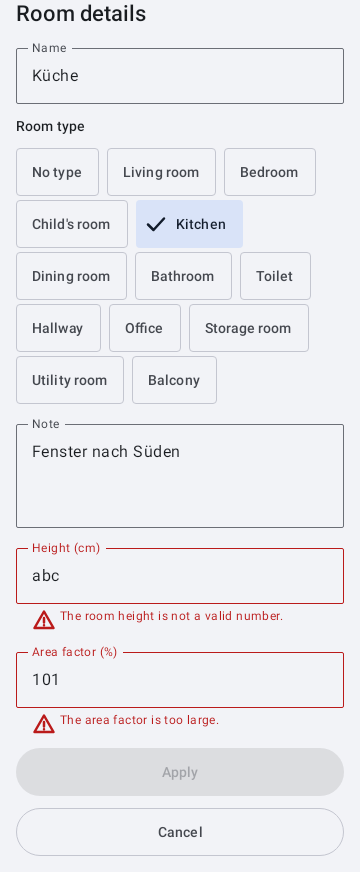 Room details
Name
Küche
Room type
No type Living room Bedroom
Child's room Kitchen
Dining room Bathroom Toilet
Hallway Office Storage room
Utility room Balcony
Note
Fenster nach Süden
Height (cm)
abc
The room height is not a valid number.
Area factor (%)
101
The area factor is too large.
Apply
Cancel